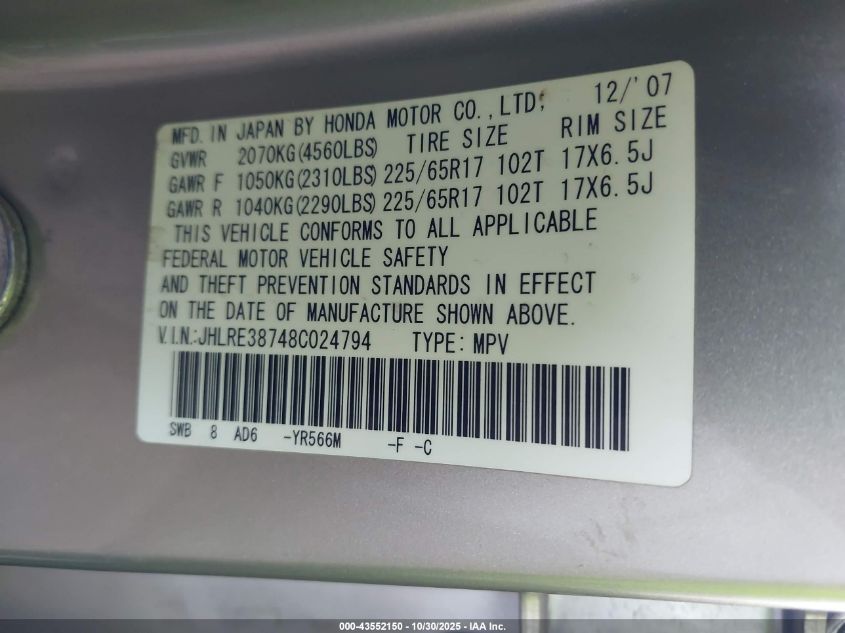 MFD. IN JAPAN BY HONDA MOTOR CO.,LTD. 12/'07
GVWR 2070KG(4560LBS) TIRE SIZE RIM SIZE
GAWR F 1050KG(2310LBS) 225/65R17 102T 17X6.5J
GAWR R 1040KG(2290LBS) 225/65R17 102T 17X6.5J
THIS VEHICLE CONFORMS TO ALL APPLICABLE
FEDERAL MOTOR VEHICLE SAFETY
AND THEFT PREVENTION STANDARDS IN EFFECT
ON THE DATE OF MANUFACTURE SHOWN ABOVE.
V.I.N.:JHLRE38748C024794 TYPE:MPV
SWB 8 AD6 -YR566M -F -C
000-43552150 - 10/30/2025 - IAA Inc.